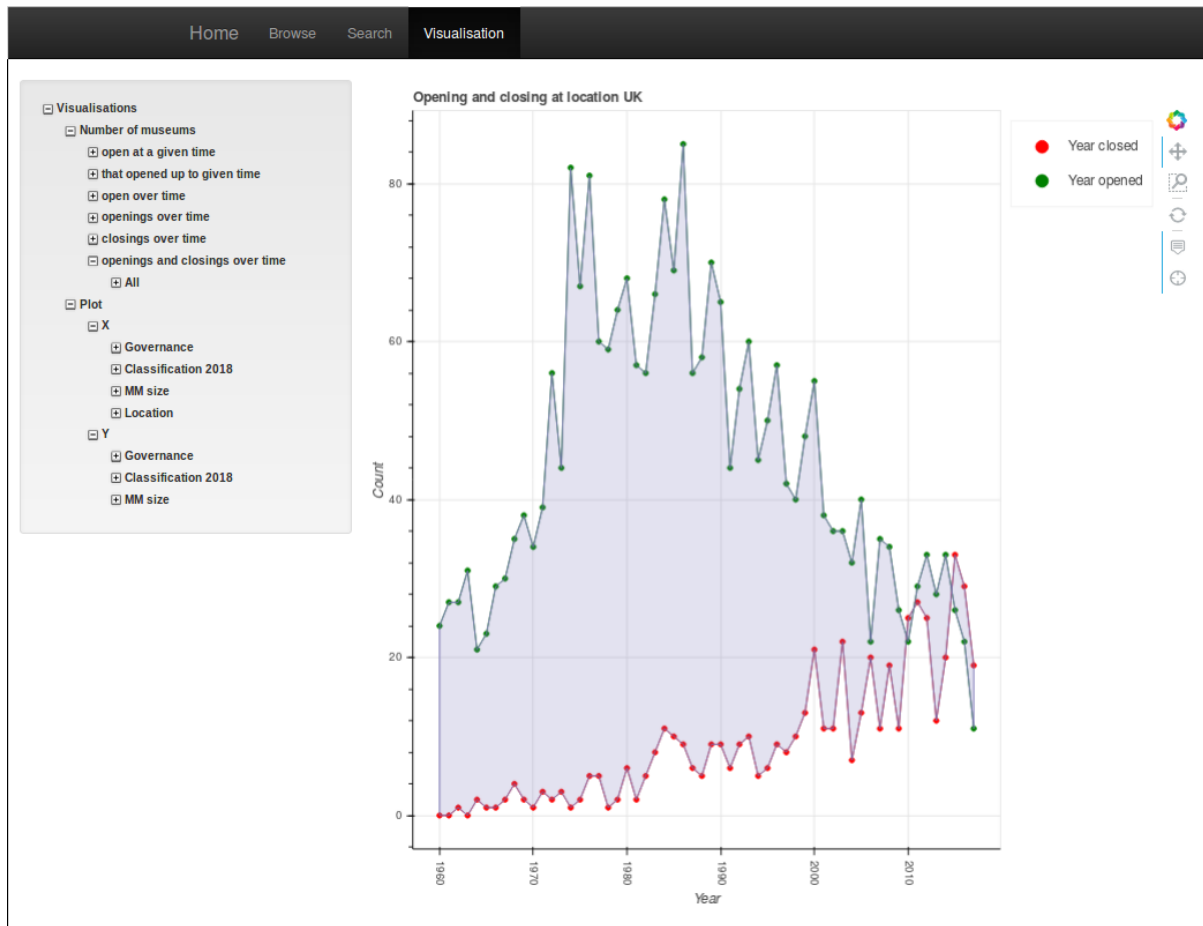 Home Browse Search Visualisation
Visualisations
Number of museums
open at a given time
that opened up to given time
open over time
openings over time
closings over time
openings and closings over time
All
Plot
X
Governance
Classification 2018
MM size
Location
Y
Governance
Classification 2018
MM size
Opening and closing at location UK
Year closed
Year opened
80
60
40
20
0
Count
1960 1970 1980 1990 2000 2010
Year